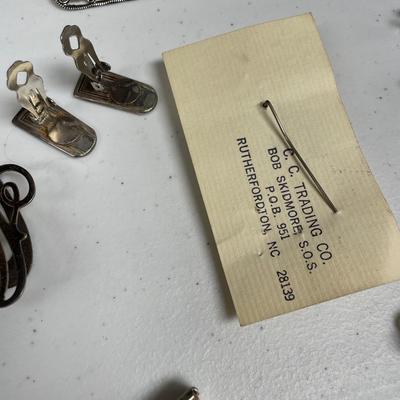 C. C. TRADING CO.
BOB SKIDMORE, S.O.S.
P.O.B. 951
RUTHERFORDTON, NC 28139